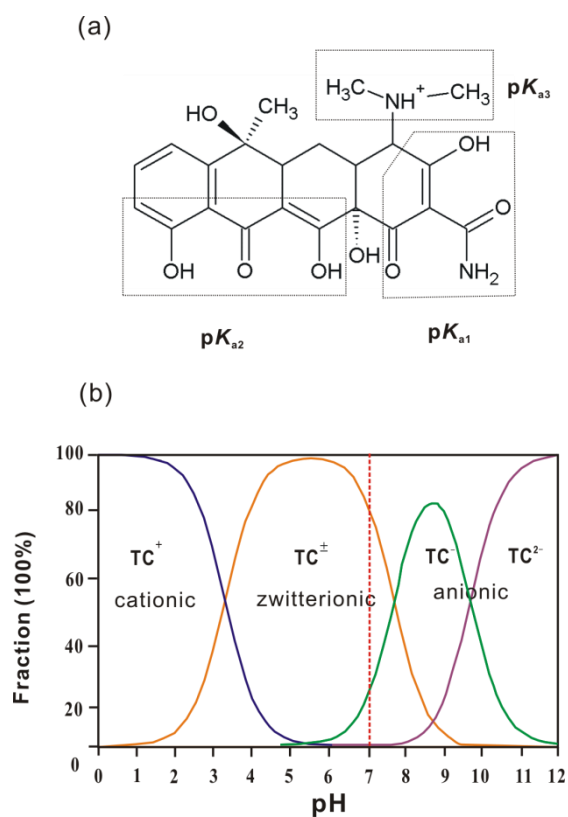 (a)
H₃C
NH⁺
CH₃
pKₐ₃
HO
CH₃
OH
O
OH
O
OH
OH
O
NH₂
pKₐ₂
pKₐ₁
(b)
Fraction (100%)
100
80
60
40
20
0
TC⁺
cationic
TC±
zwitterionic
TC⁻
TC²⁻
anionic
0 1 2 3 4 5 6 7 8 9 10 11 12
pH